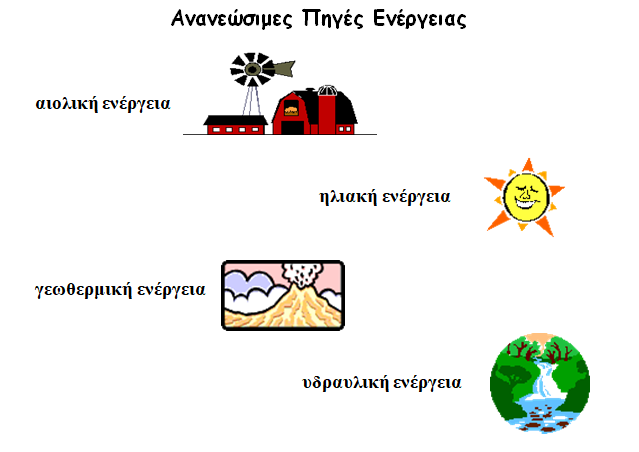 Ανανεώσιμες Πηγές Ενέργειας
αιολική ενέργεια
ηλιακή ενέργεια
γεωθερμική ενέργεια
υδραυλική ενέργεια